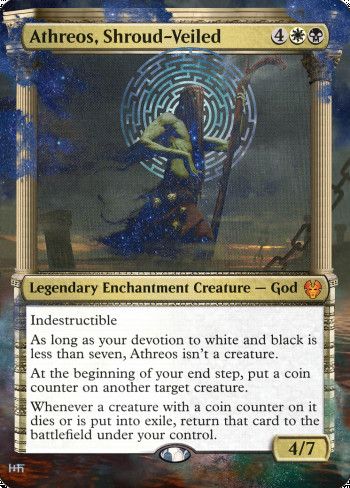 Athreos, Shroud-Veiled 4
Legendary Enchantment Creature — God
Indestructible
As long as your devotion to white and black is
less than seven, Athreos isn't a creature.
At the beginning of your end step, put a coin
counter on another target creature.
Whenever a creature with a coin counter on it
dies or is put into exile, return that card to the
battlefield under your control.
4/7